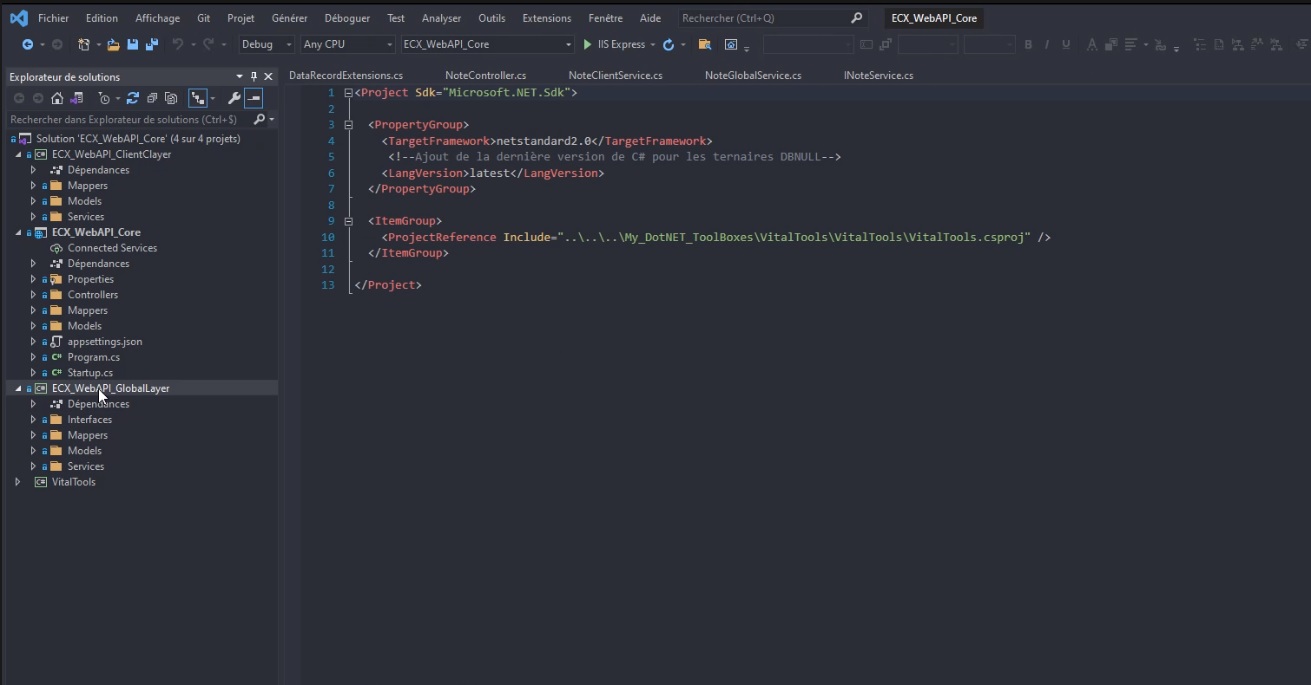 Fichier Edition Affichage Git Projet Générer Déboguer Test Analyser Outils Extensions Fenêtre Aide Rechercher (Ctrl+Q) ECX_WebAPI_Core
Debug Any CPU ECX_WebAPI_Core IIS Express B I U
Explorateur de solutions
DataRecordExtensions.cs NoteController.cs NoteClientService.cs NoteGlobalService.cs INoteService.cs
Rechercher dans Explorateur de solutions (Ctrl+$)
Solution 'ECX_WebAPI_Core' (4 sur 4 projets)
ECX_WebAPI_ClientClayer
Dépendances
Mappers
Models
Services
ECX_WebAPI_Core
Connected Services
Dépendances
Properties
Controllers
Mappers
Models
appsettings.json
C# Program.cs
C# Startup.cs
ECX_WebAPI_GlobalLayer
Dépendances
Interfaces
Mappers
Models
Services
C# VitalTools
1 <Project Sdk="Microsoft.NET.Sdk">
2
3 <PropertyGroup>
4 <TargetFramework>netstandard2.0</TargetFramework>
5 <!--Ajout de la dernière version de C# pour les ternaires DBNULL-->
6 <LangVersion>latest</LangVersion>
7 </PropertyGroup>
8
9 <ItemGroup>
10 <ProjectReference Include="..\..\..\My_DotNET_ToolBoxes\VitalTools\VitalTools\VitalTools.csproj" />
11 </ItemGroup>
12
13 </Project>